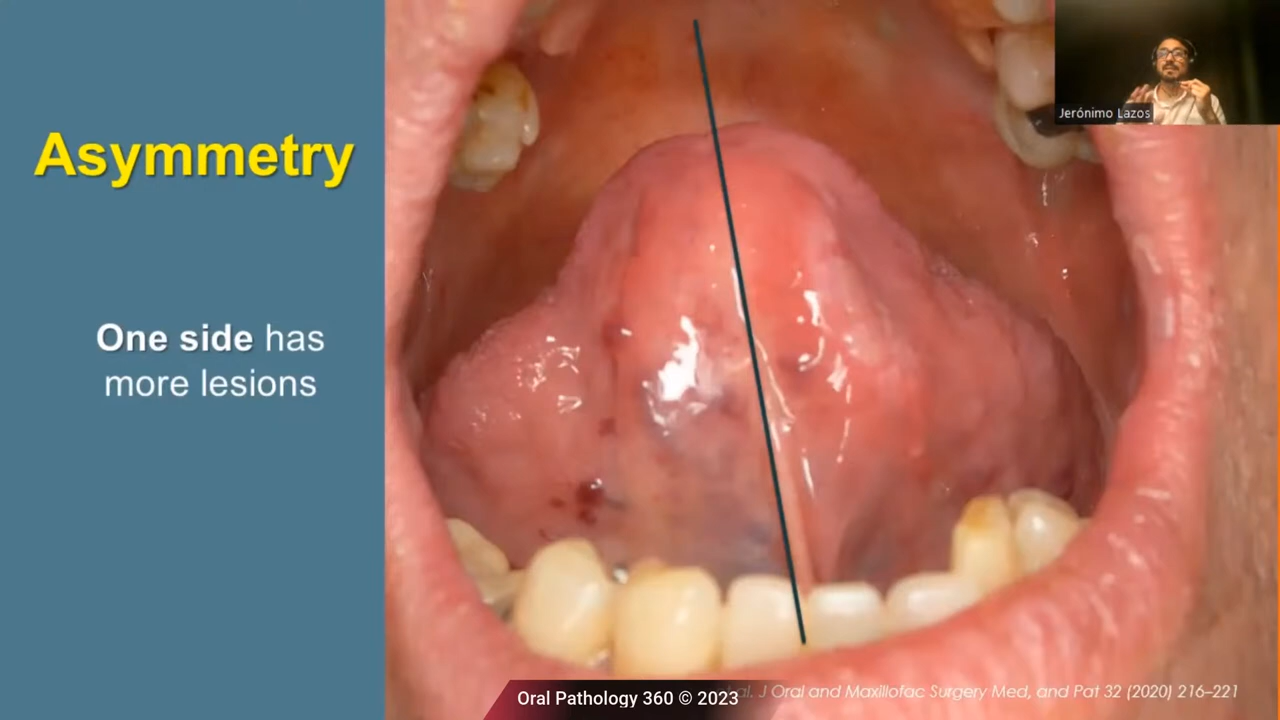 Asymmetry
One side has
more lesions
Jerónimo Lazos
Oral Pathology 360 © 2023
al. J Oral and Maxillofac Surgery Med, and Pat 32 (2020) 216–221